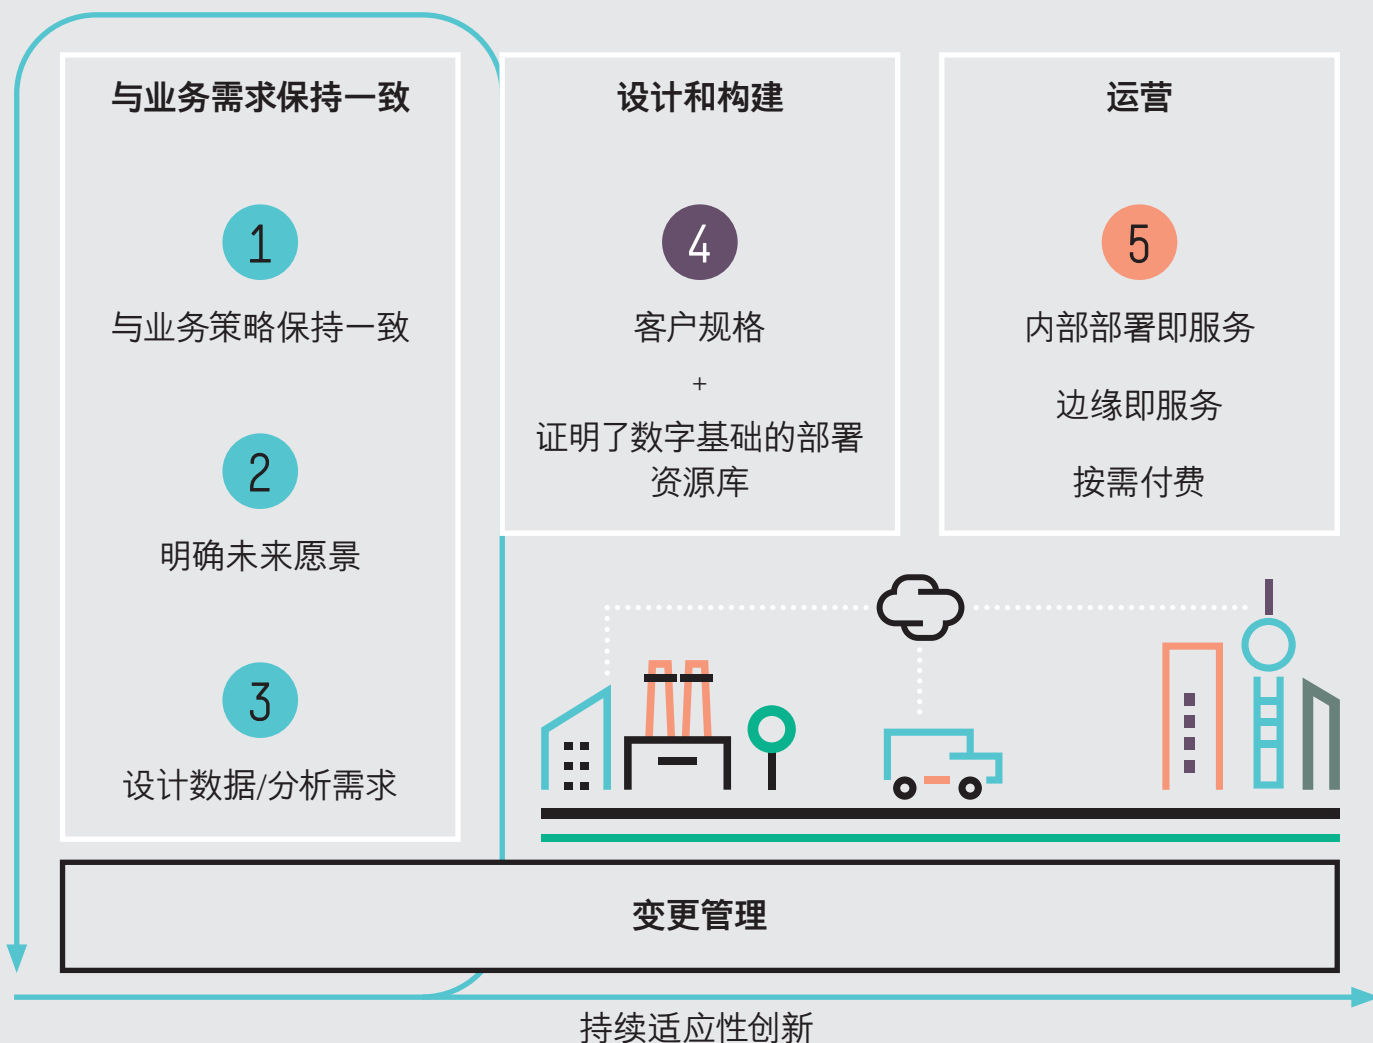 与业务需求保持一致
1
与业务策略保持一致
2
明确未来愿景
3
设计数据/分析需求
设计和构建
4
客户规格
+
证明了数字基础的部署
资源库
运营
5
内部部署即服务
边缘即服务
按需付费
变更管理
持续适应性创新